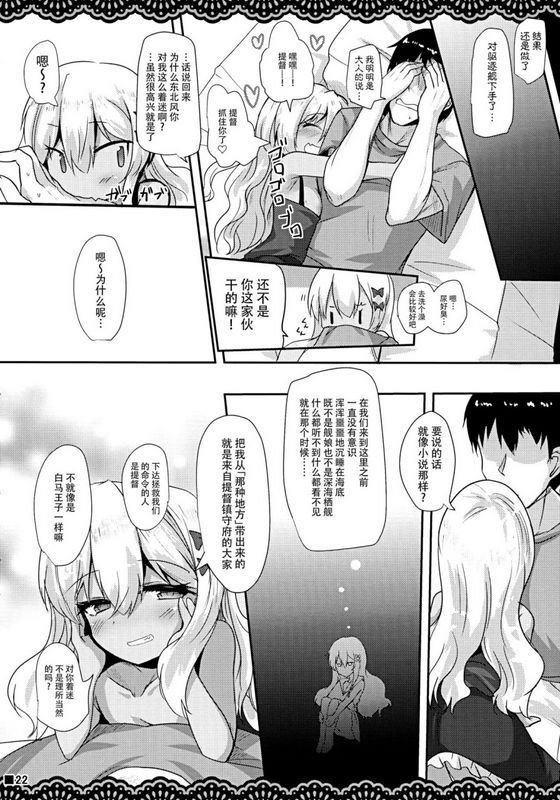 结果
还是做了
对驱逐舰下手了…
我明明是
大人的说…
嘿嘿
提督
——!
提督
抓住你了♡
ゴロゴロゴロ
…话说回来
为什么东北风你
对我这么着迷啊?
…虽然很高兴就是了
嗯~?
嗯…
尿好臭…
去洗个澡
会比较好吧
还不是
你这家伙
干的嘛!
嗯~为什么呢…
要说的话
就像小说那样?
在我们来到这里之前
一直没有意识
浑浑噩噩地沉睡在海底
既不是舰娘也不是深海栖舰
什么都听不到什么都看不见
就在那个时候……
把我从「那种地方」带出来的
就是来自提督镇守府的大家
下达拯救我们
的命令的人
是提督
不就像是
白马王子一样嘛
对你着迷
不是理所当然
的吗?
22